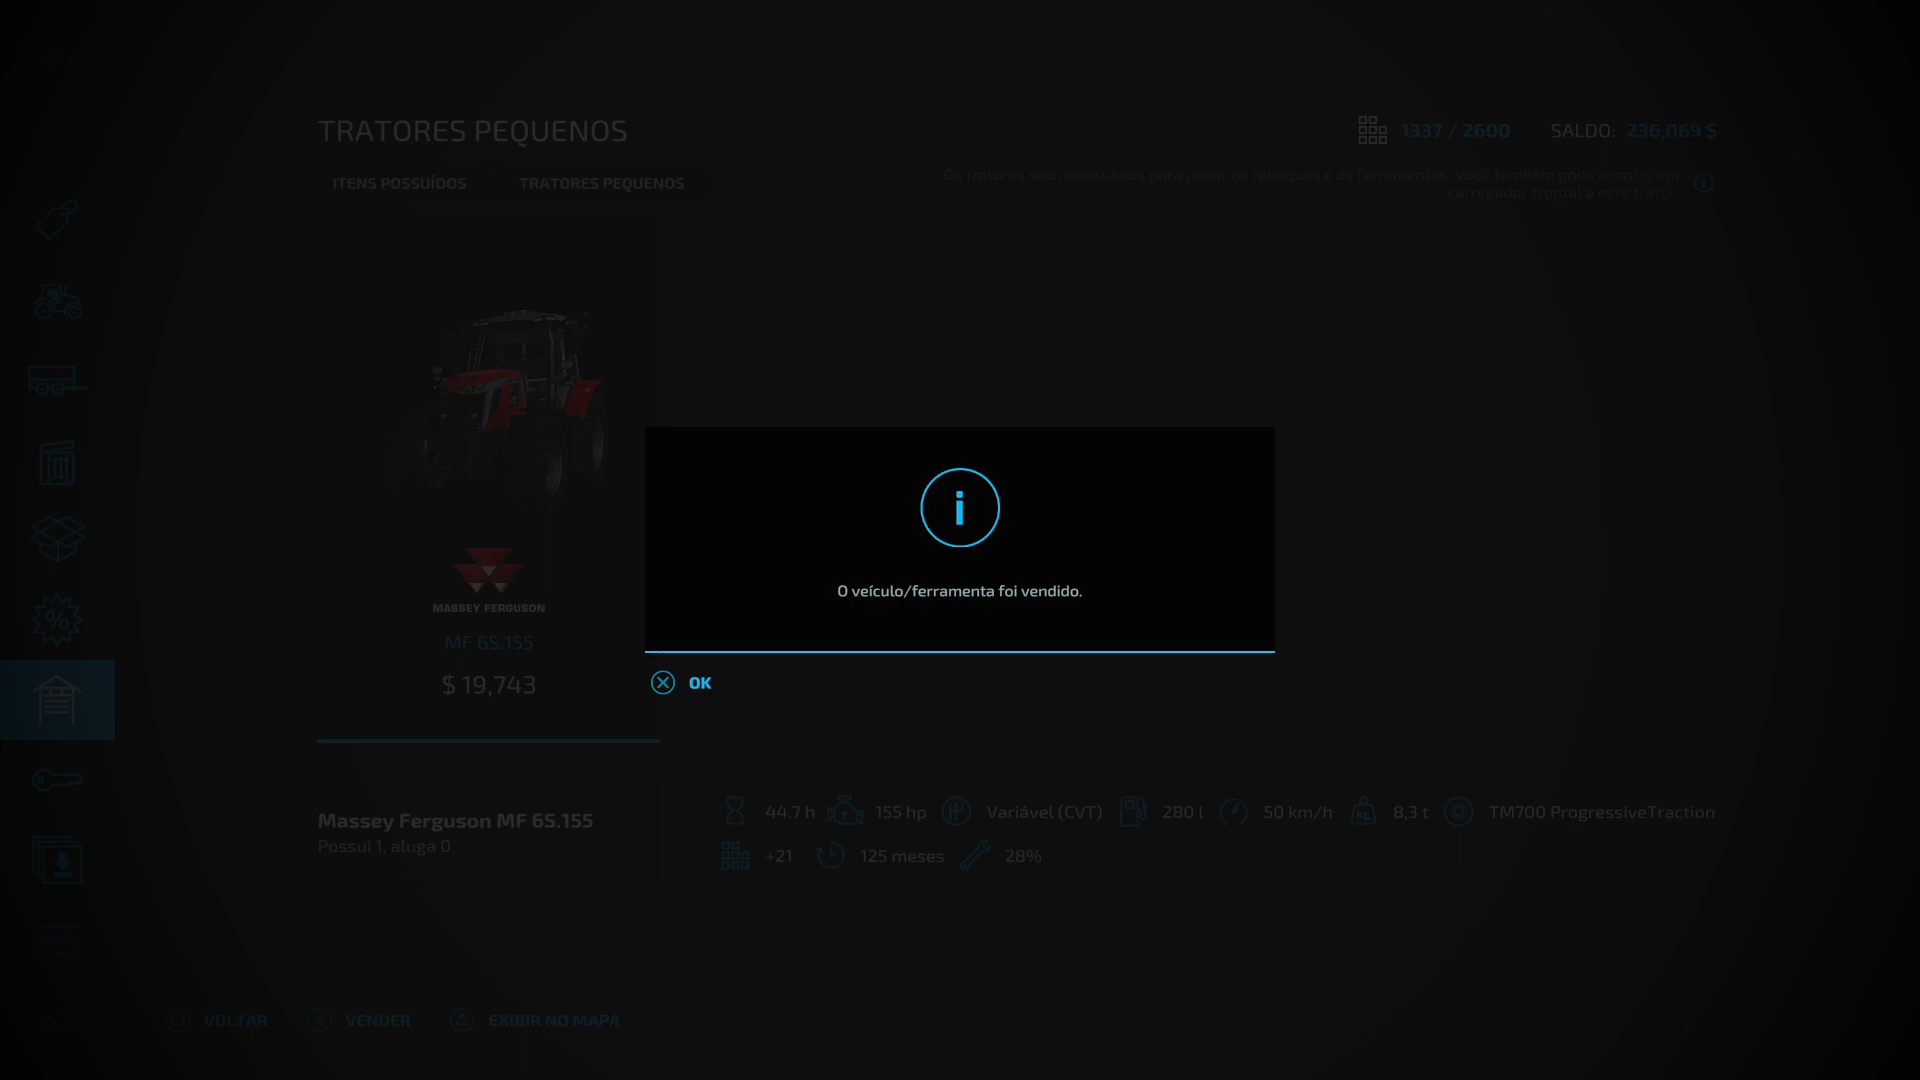 TRATORES PEQUENOS
1337 / 2600
SALDO: 236,069 $
ITENS POSSUÍDOS
TRATORES PEQUENOS
Os tratores são necessários para puxar os reboques e as ferramentas. Você também pode acoplar um
carregador frontal a este trator.
i
%
MASSEY FERGUSON
MF 65.155
$ 19,743
i
O veículo/ferramenta foi vendido.
OK
Massey Ferguson MF 65.155
Possui 1, aluga 0
44.7 h
155 hp
Variável (CVT)
280 l
50 km/h
kg
8,3 t
TM700 ProgressiveTraction
+21
125 meses
28%
VOLTAR
VENDER
EXIBIR NO MAPA